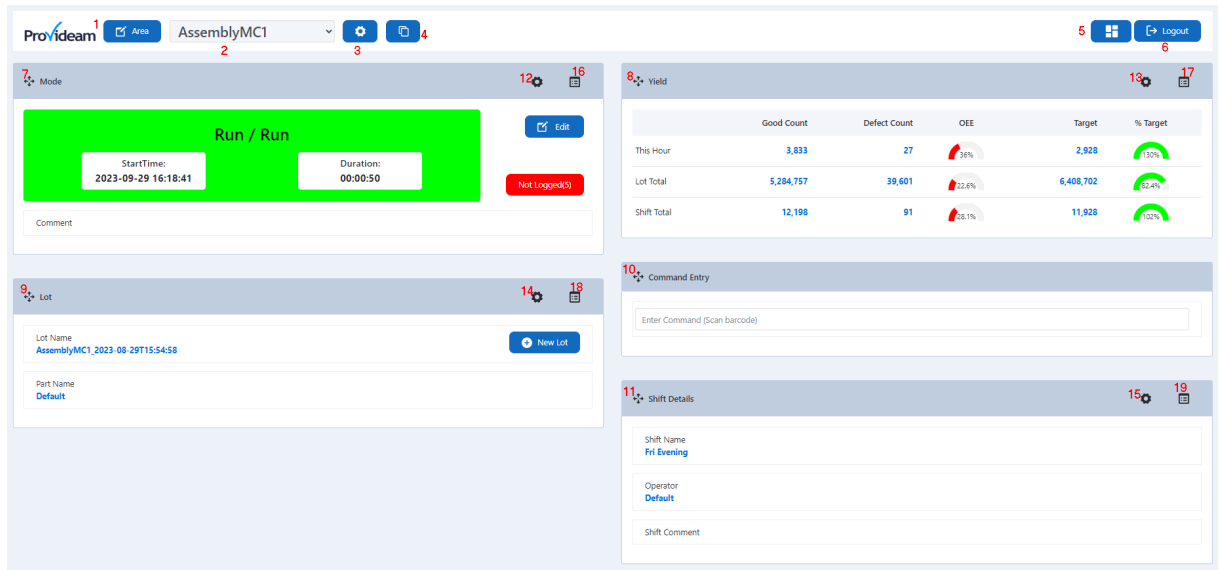 Provideam 1 Area AssemblyMC1 4 5 Logout
2 3 6
7 Mode 12 16
Run / Run
StartTime:
2023-09-29 16:18:41
Duration:
00:00:50
Edit
Not Logged(5)
Comment
9 Lot 14 18
Lot Name
AssemblyMC1_2023-08-29T15:54:58
New Lot
Part Name
Default
8 Yield 13 17
Good Count Defect Count OEE Target % Target
This Hour 3,833 27 36% 2,928 130%
Lot Total 5,284,757 39,601 22.6% 6,408,702 82.4%
Shift Total 12,198 91 28.1% 11,928 102%
10 Command Entry
Enter Command (Scan barcode)
11 Shift Details 15 19
Shift Name
Fri Evening
Operator
Default
Shift Comment